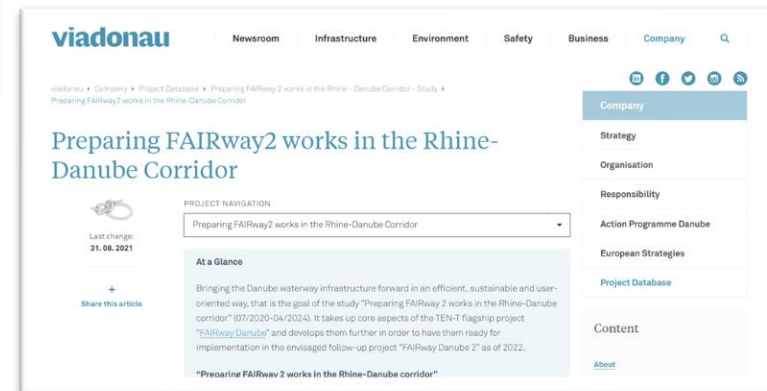 viadonau
Newsroom Infrastructure Environment Safety Business Company
viadonau Company Project Database Preparing FAIRway 2 works in the Rhine - Danube Corridor - Study
Preparing FAIRway2 works in the Rhine-Danube Corridor
Preparing FAIRway2 works in the Rhine-
Danube Corridor
Last change:
31. 08. 2021
+
Share this article
PROJECT NAVIGATION
Preparing FAIRway2 works in the Rhine-Danube Corridor
At a Glance
Bringing the Danube waterway infrastructure forward in an efficient, sustainable and user-
oriented way, that is the goal of the study "Preparing FAIRway 2 works in the Rhine-Danube
corridor" (07/2020-04/2024). It takes up core aspects of the TEN-T flagship project
"FAIRway Danube" and develops them further in order to have them ready for
implementation in the envisaged follow-up project "FAIRway Danube 2" as of 2022.
"Preparing FAIRway 2 works in the Rhine-Danube corridor"
Company
Strategy
Organisation
Responsibility
Action Programme Danube
European Strategies
Project Database
Content
About